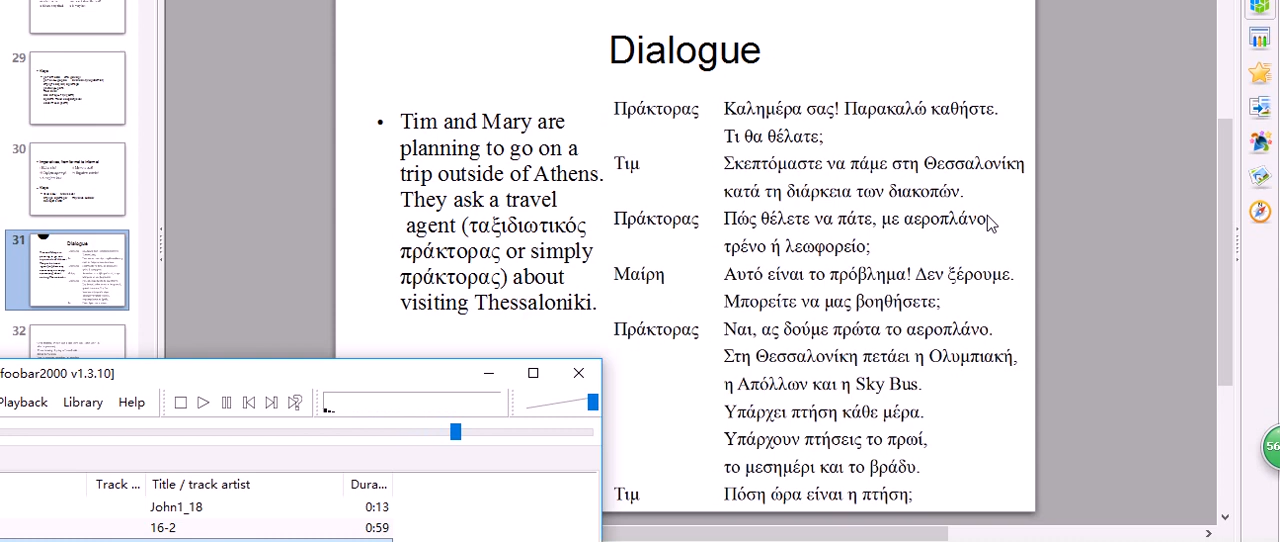 29
30
31
32
Dialogue
• Tim and Mary are
planning to go on a
trip outside of Athens.
They ask a travel
agent (ταξιδιωτικός
πράκτορας or simply
πράκτορας) about
visiting Thessaloniki.
Πράκτορας Καλημέρα σας! Παρακαλώ καθήστε.
Τι θα θέλατε;
Τιμ Σκεπτόμαστε να πάμε στη Θεσσαλονίκη
κατά τη διάρκεια των διακοπών.
Πράκτορας Πώς θέλετε να πάτε, με αεροπλάνο
τρένο ή λεωφορείο;
Μαίρη Αυτό είναι το πρόβλημα! Δεν ξέρουμε.
Μπορείτε να μας βοηθήσετε;
Πράκτορας Ναι, ας δούμε πρώτα το αεροπλάνο.
Στη Θεσσαλονίκη πετάει η Ολυμπιακή,
η Απόλλων και η Sky Bus.
Υπάρχει πτήση κάθε μέρα.
Υπάρχουν πτήσεις το πρωί,
το μεσημέρι και το βράδυ.
Τιμ Πόση ώρα είναι η πτήση;
foobar2000 v1.3.10]
Playback Library Help
Track ... Title / track artist Dura...
John1_18 0:13
16-2 0:59
56